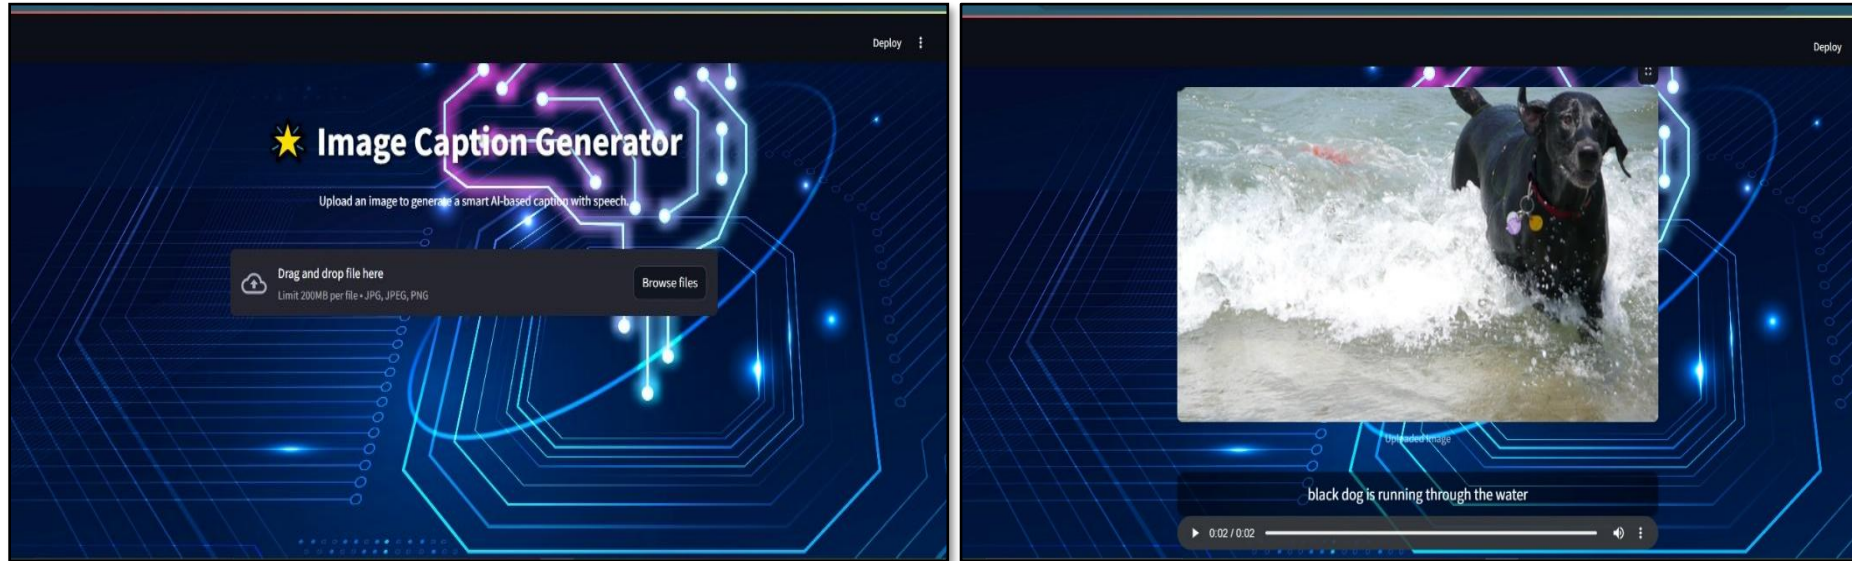 Deploy
Image Caption Generator
Upload an image to generate a smart AI-based caption with speech.
Drag and drop file here
Limit 200MB per file • JPG, JPEG, PNG
Browse files
Deploy
Uploaded Image
black dog is running through the water
0:02 / 0:02